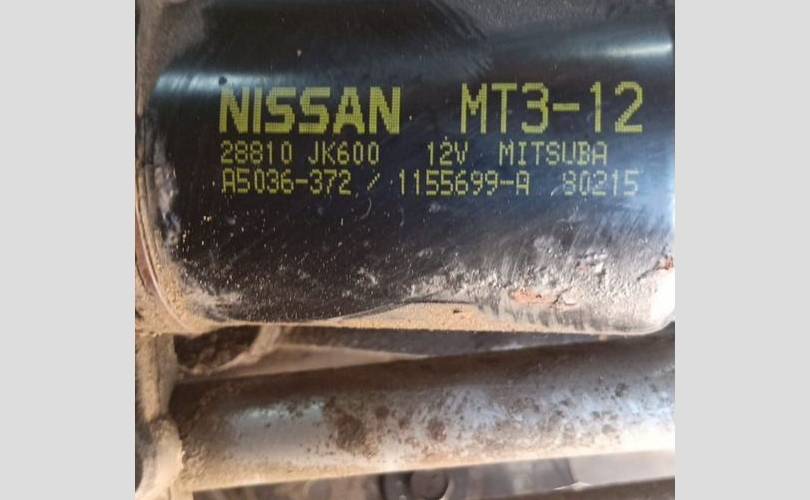 NISSAN MT3-12
28810 JK600 12V MITSUBA
A5036-372 / 1155699-A 80215